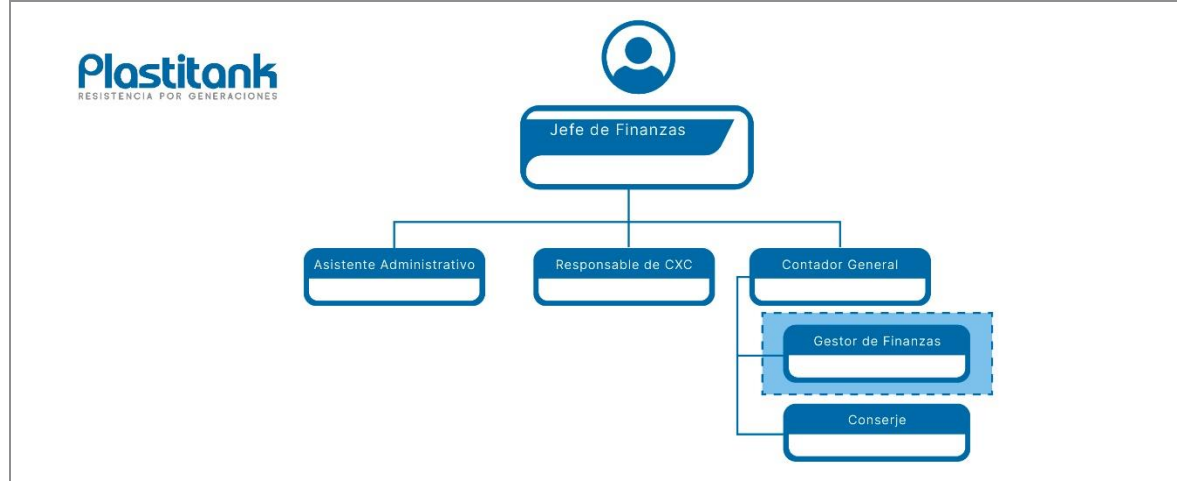 Plastitank
RESISTENCIA POR GENERACIONES
Jefe de Finanzas
Asistente Administrativo
Responsable de CXC
Contador General
Gestor de Finanzas
Conserje